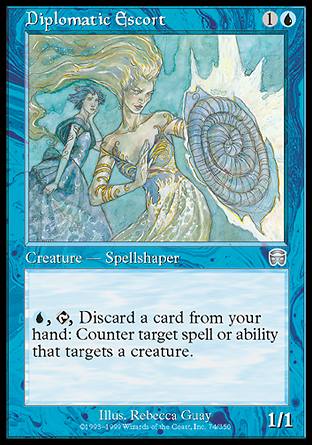 Diplomatic Escort 1
Creature — Spellshaper
, , Discard a card from your
hand: Counter target spell or ability
that targets a creature.
Illus. Rebecca Guay
©1993-1999 Wizards of the Coast, Inc. 74/350
1/1